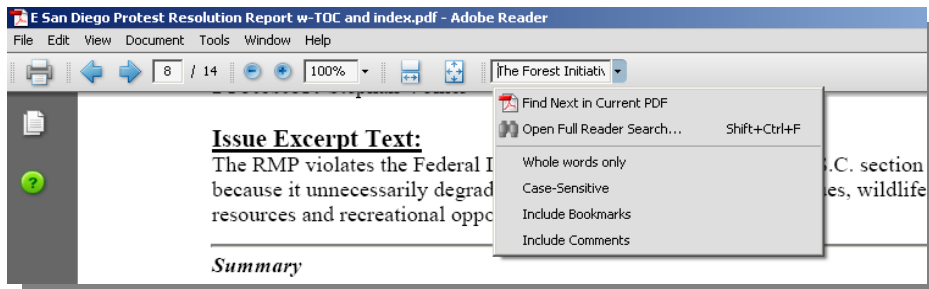 E San Diego Protest Resolution Report w-TOC and index.pdf - Adobe Reader
File Edit View Document Tools Window Help
8 / 14 100% The Forest Initiativ
Find Next in Current PDF
Open Full Reader Search... Shift+Ctrl+F
Whole words only
Case-Sensitive
Include Bookmarks
Include Comments
Issue Excerpt Text:
The RMP violates the Federal .C. section
because it unnecessarily degrad es, wildlife
resources and recreational oppo
Summary